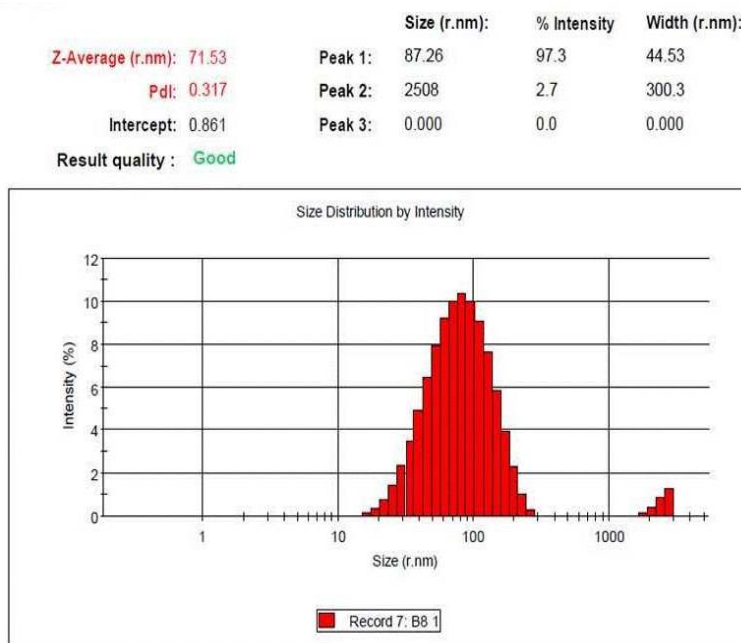 Size (r.nm): % Intensity Width (r.nm):
Z-Average (r.nm): 71.53 Peak 1: 87.26 97.3 44.53
PdI: 0.317 Peak 2: 2508 2.7 300.3
Intercept: 0.861 Peak 3: 0.000 0.0 0.000
Result quality : Good
Size Distribution by Intensity
12
10
8
6
4
2
0
Intensity (%)
1 10 100 1000
Size (r.nm)
Record 7: B8 1